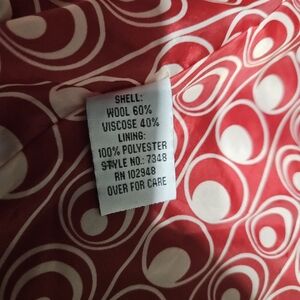 SHELL:
WOOL 60%
VISCOSE 40%
LINING:
100% POLYESTER
STYLE NO.: 7348
RN 102948
OVER FOR CARE